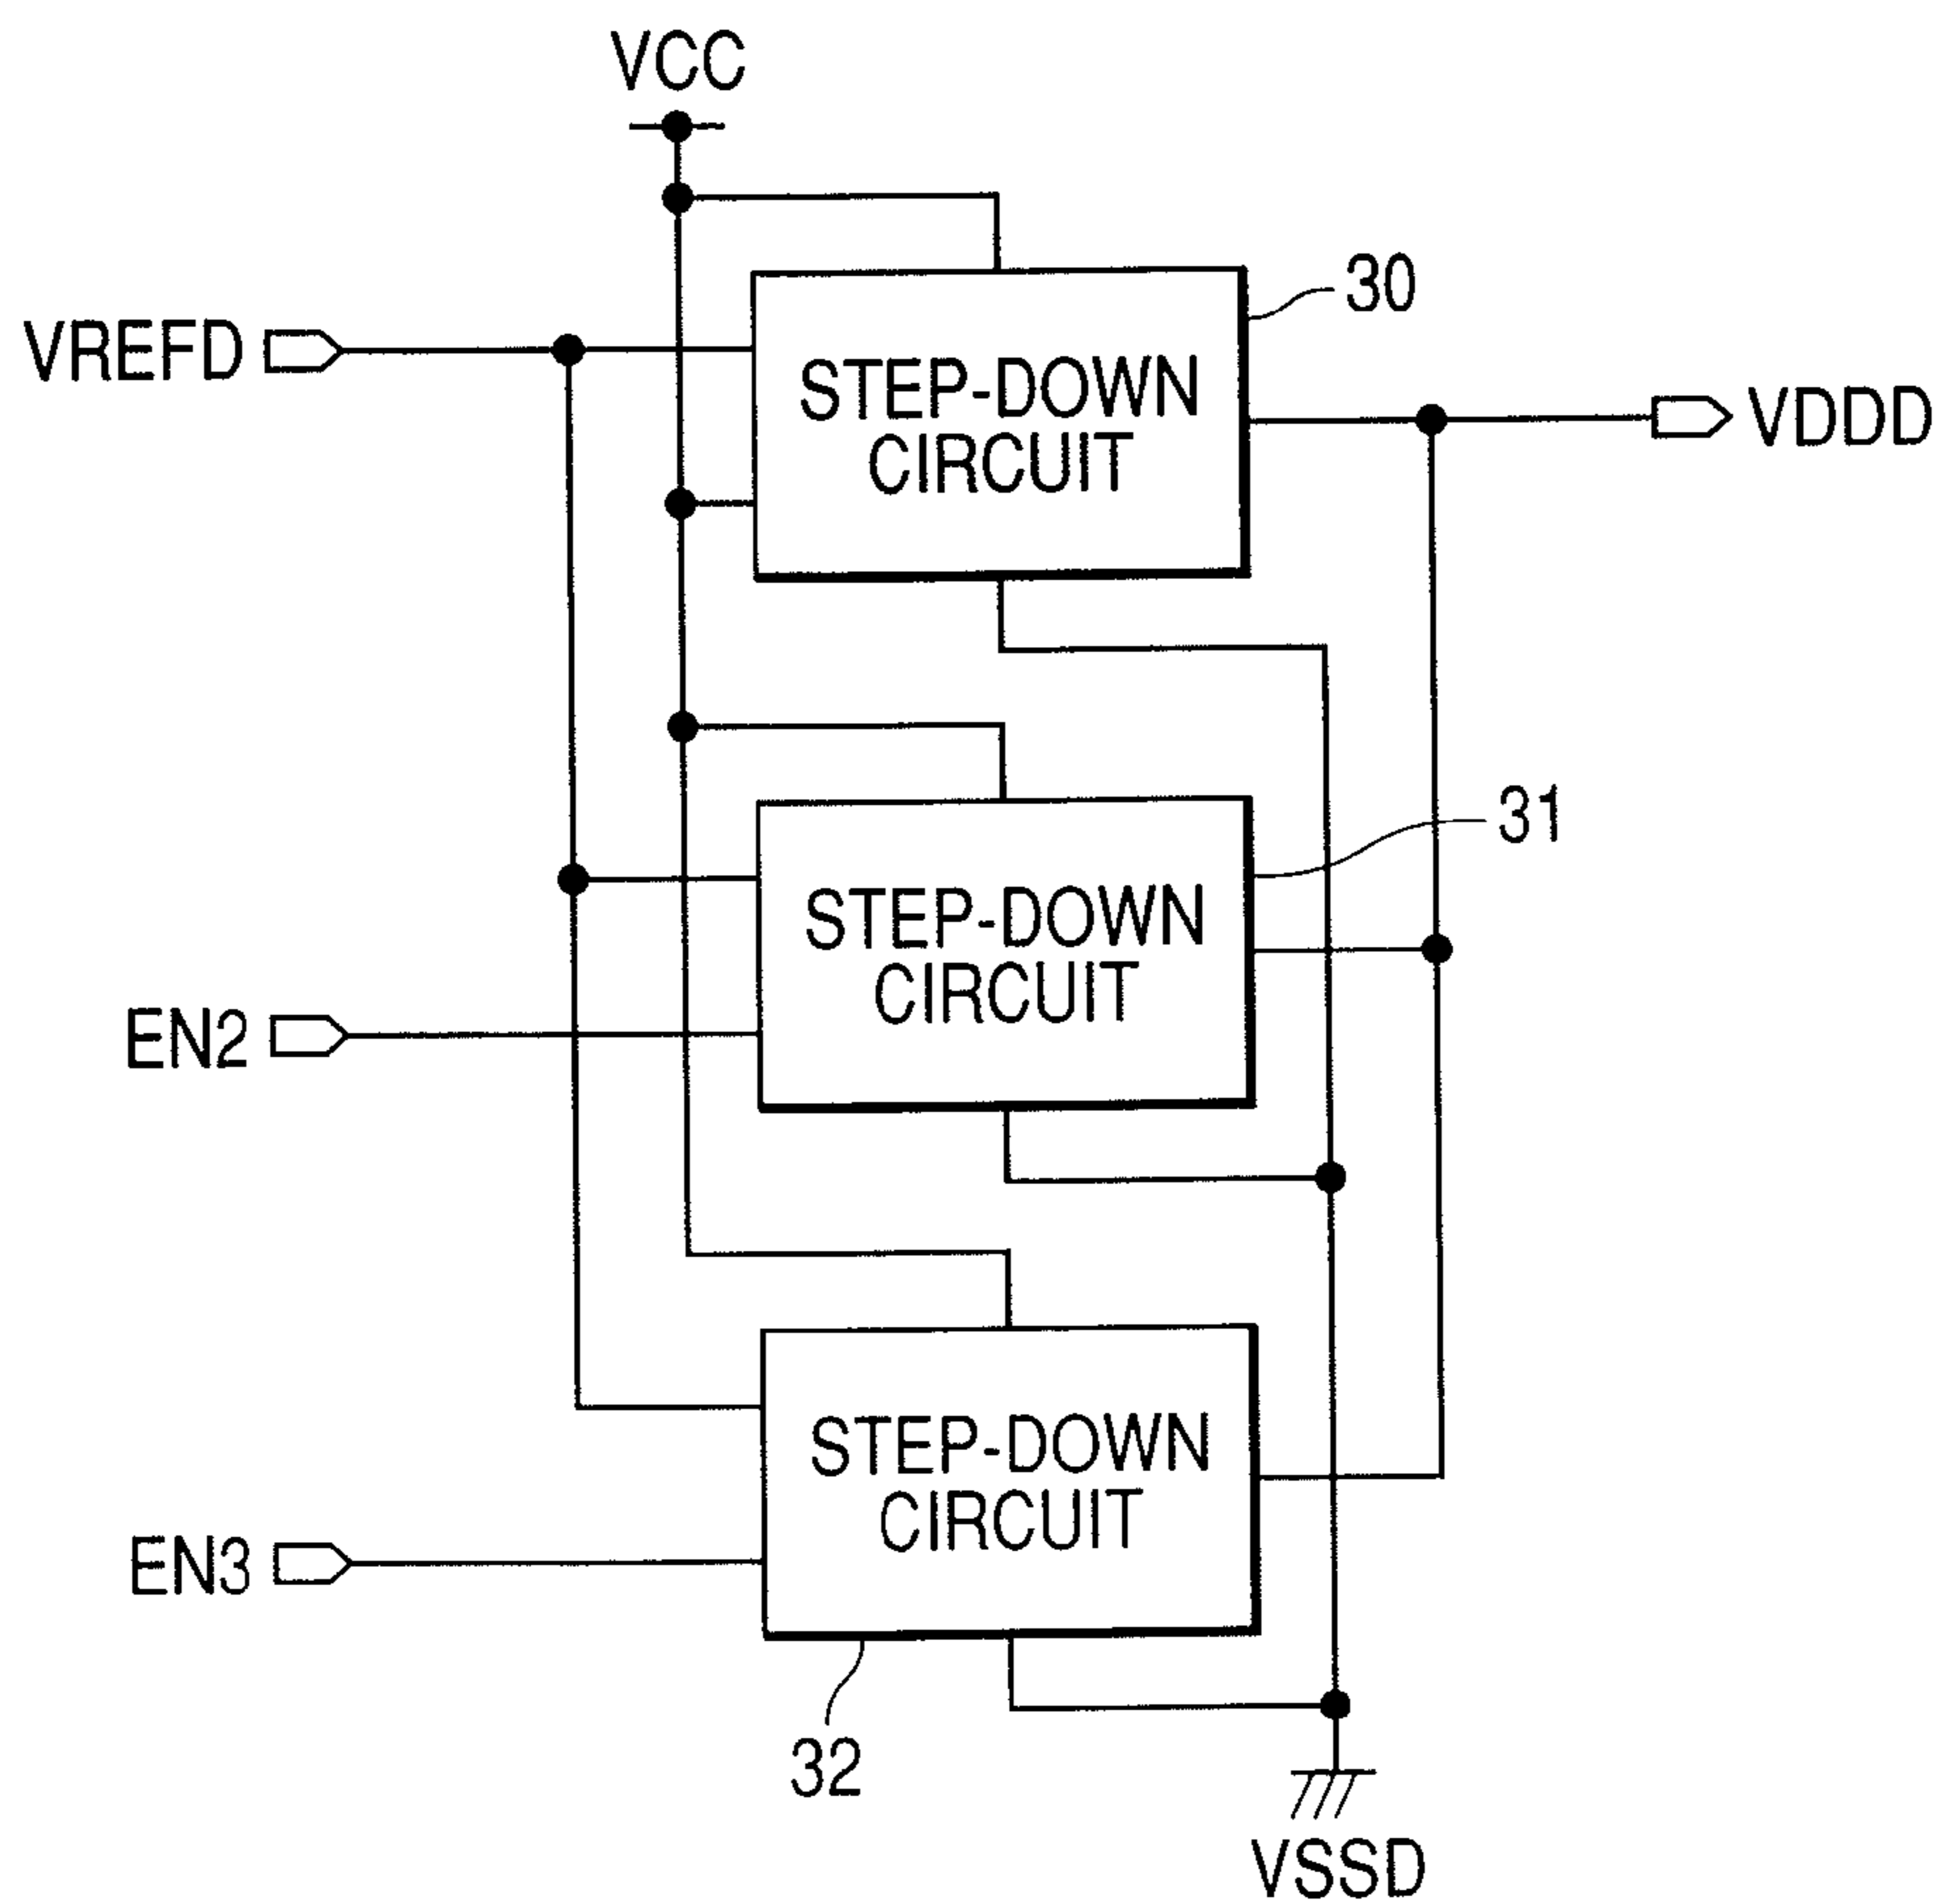 VCC
30
VREFD
STEP-DOWN
CIRCUIT
VDDD
31
STEP-DOWN
CIRCUIT
EN2
STEP-DOWN
CIRCUIT
EN3
32
VSSD